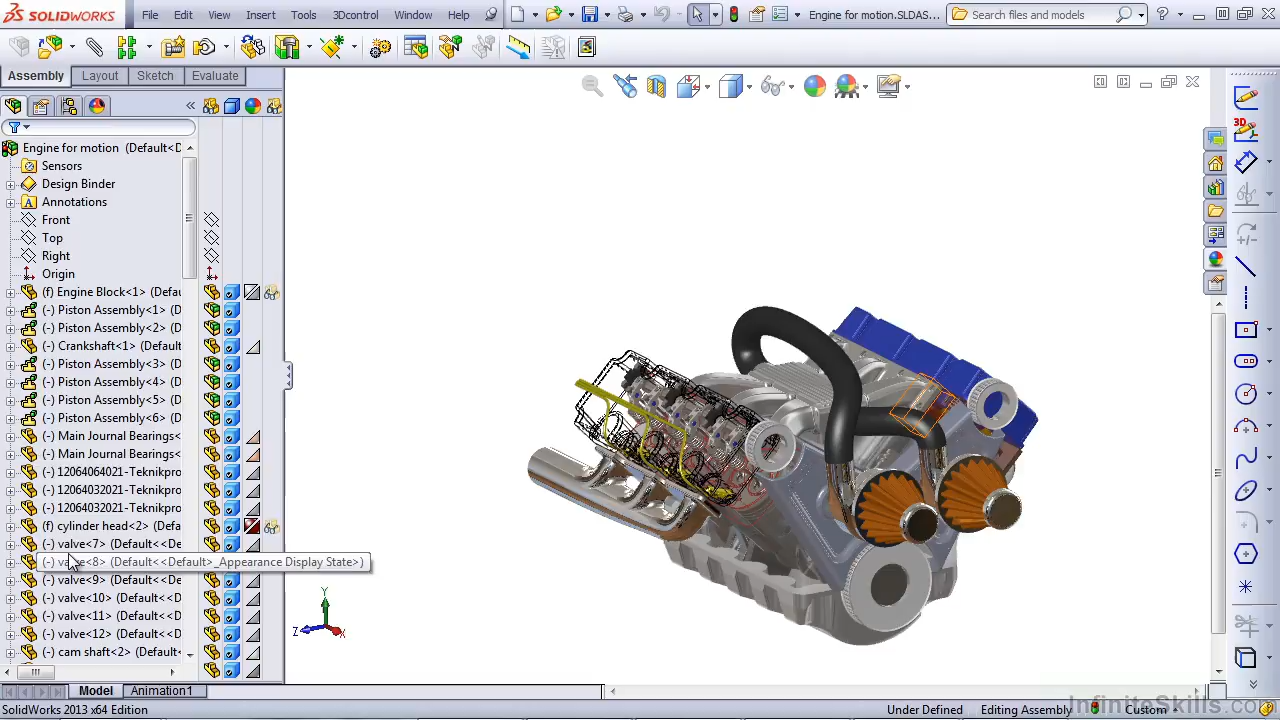 SOLIDWORKS File Edit View Insert Tools 3Dcontrol Window Help Engine for motion.SLDAS... Search files and models
Assembly Layout Sketch Evaluate
Engine for motion (Default<D
Sensors
Design Binder
Annotations
Front
Top
Right
Origin
(f) Engine Block<1> (Defau
(-) Piston Assembly<1> (D
(-) Piston Assembly<2> (D
(-) Crankshaft<1> (Default
(-) Piston Assembly<3> (D
(-) Piston Assembly<4> (D
(-) Piston Assembly<5> (D
(-) Piston Assembly<6> (D
(-) Main Journal Bearings<
(-) Main Journal Bearings<
(-) 12064064021-Teknikpro
(-) 12064032021-Teknikpro
(-) 12064032021-Teknikpro
(f) cylinder head<2> (Defa
(-) valve<7> (Default<<De
(-) valve<8> (Default<<Default>_Appearance Display State>)
(-) valve<9> (Default<<De
(-) valve<10> (Default<<D
(-) valve<11> (Default<<D
(-) valve<12> (Default<<D
(-) cam shaft<2> (Default<
3D
Y
Z
X
Model Animation1
SolidWorks 2013 x64 Edition Under Defined Editing Assembly Custom
InfiniteSkills.com